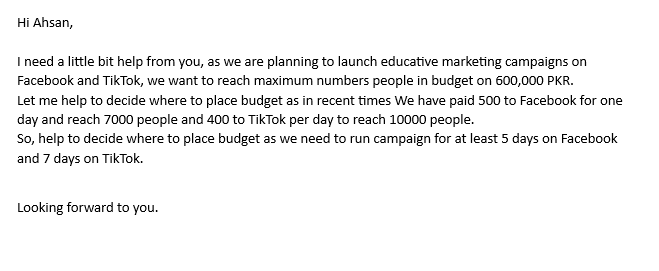 Hi Ahsan,
I need a little bit help from you, as we are planning to launch educative marketing campaigns on
Facebook and TikTok, we want to reach maximum numbers people in budget on 600,000 PKR.
Let me help to decide where to place budget as in recent times We have paid 500 to Facebook for one
day and reach 7000 people and 400 to TikTok per day to reach 10000 people.
So, help to decide where to place budget as we need to run campaign for at least 5 days on Facebook
and 7 days on TikTok.
Looking forward to you.